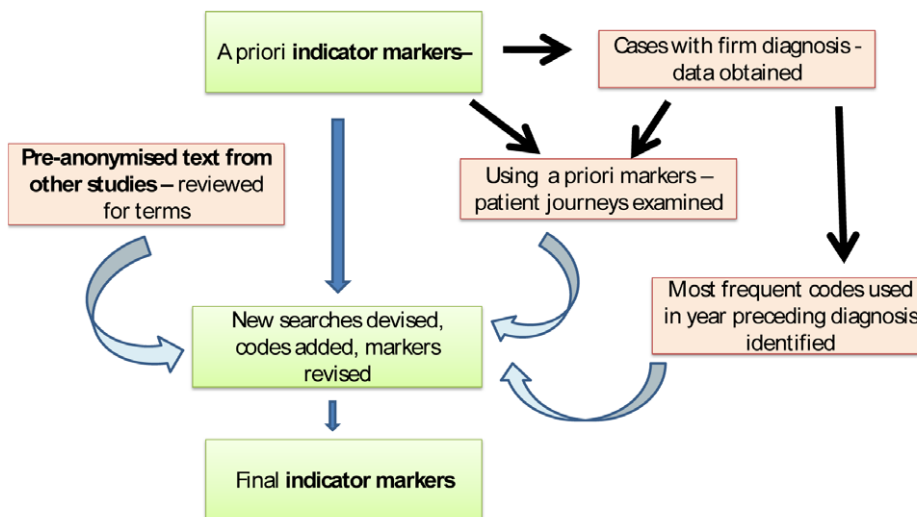 A priori indicator markers–
Cases with firm diagnosis -
data obtained
Pre-anonymised text from
other studies – reviewed
for terms
Using a priori markers –
patient journeys examined
New searches devised,
codes added, markers
revised
Most frequent codes used
in year preceding diagnosis
identified
Final indicator markers